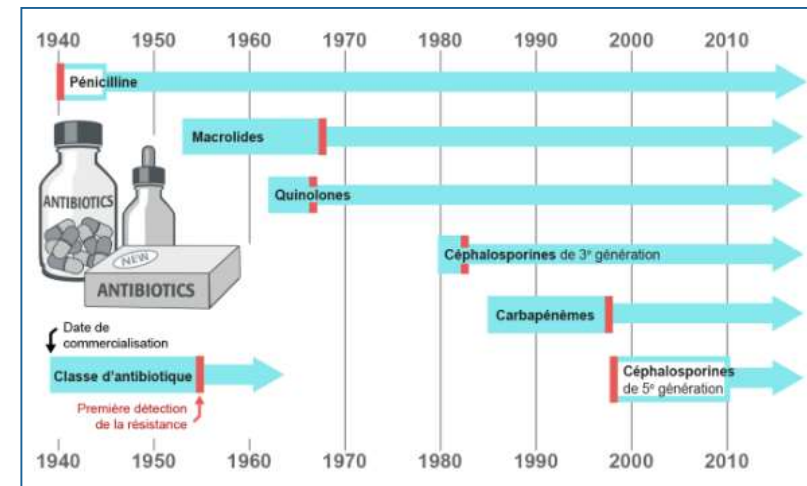 1940 1950 1960 1970 1980 1990 2000 2010
Pénicilline
Macrolides
Quinolones
ANTIBIOTICS
Céphalosporines de 3e génération
NEW
ANTIBIOTICS
Carbapénèmes
Date de
commercialisation
Classe d'antibiotique
Céphalosporines
de 5e génération
Première détection
de la résistance
1940 1950 1960 1970 1980 1990 2000 2010